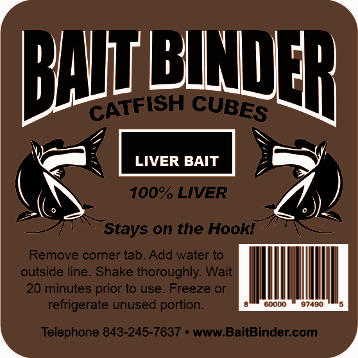 BAIT BINDER
CATFISH CUBES
LIVER BAIT
100% LIVER
Stays on the Hook!
Remove corner tab. Add water to
outside line. Shake thoroughly. Wait
20 minutes prior to use. Freeze or
refrigerate unused portion.
8 60000 97490 5
Telephone 843-245-7637 • www.BaitBinder.com